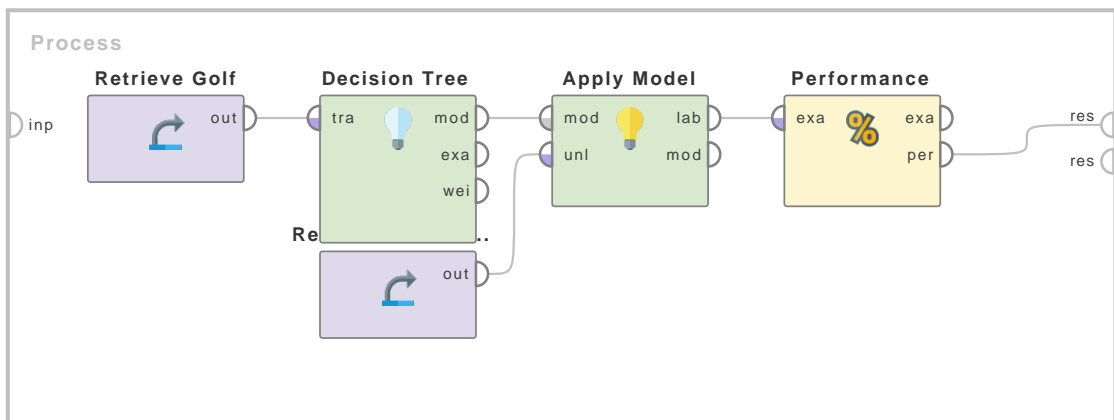 Process
Retrieve Golf
Decision Tree
Apply Model
Performance
inp
out
tra
mod
exa
wei
mod
unl
lab
mod
exa
exa
per
res
res
Re
..
out